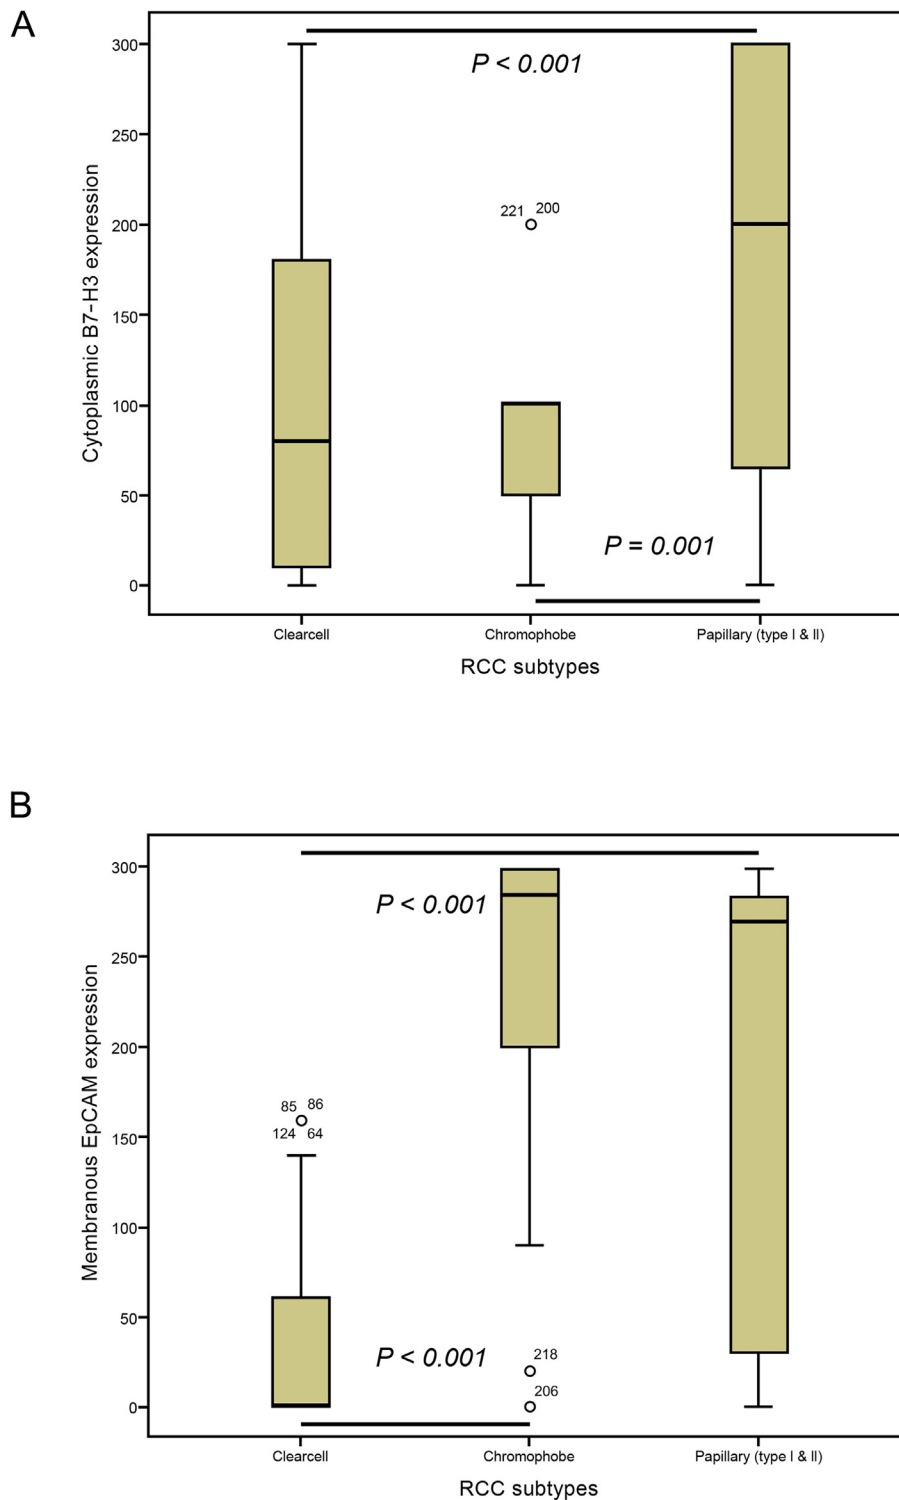 A
300
P < 0.001
250
221 200
200
150
100
50
P = 0.001
0
Cytoplasmic B7-H3 expression
Clearcell Chromophobe Papillary (type I & II)
RCC subtypes
B
300
P < 0.001
250
200
85 86
124 64
150
100
50
P < 0.001
218
206
0
Membranous EpCAM expression
Clearcell Chromophobe Papillary (type I & II)
RCC subtypes